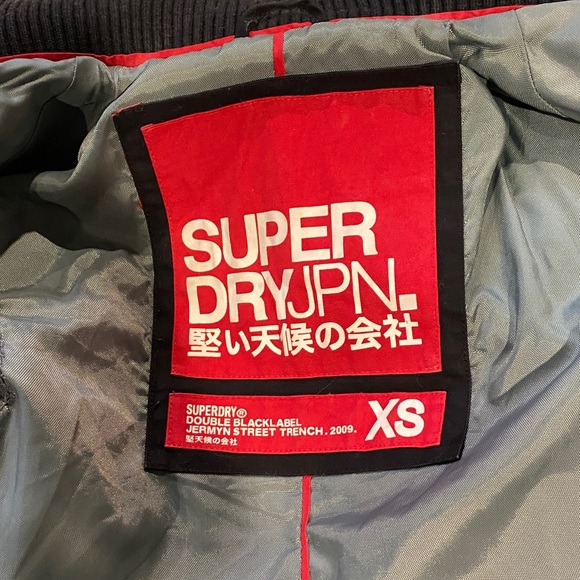 SUPER
DRYJPN.
堅い天候の会社
SUPERDRY®
DOUBLE BLACKLABEL
JERMYN STREET TRENCH. 2009.
堅天候の会社
XS